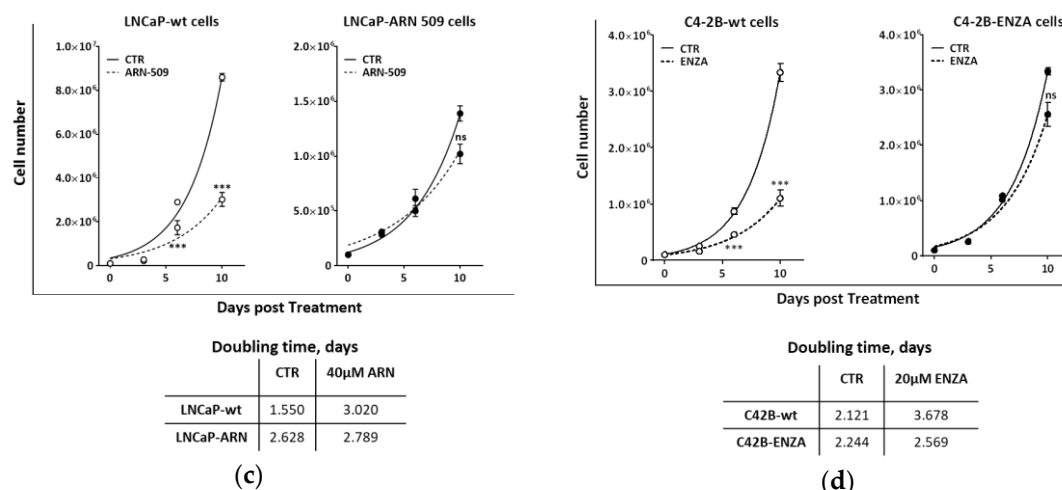 LNCaP-wt cells
LNCaP-ARN 509 cells
C4-2B-wt cells
C4-2B-ENZA cells
Cell number
1.0×10⁷
8.0×10⁶
6.0×10⁶
4.0×10⁶
2.0×10⁶
0
CTR
ARN-509
***
***
0 5 10
2.0×10⁶
1.5×10⁶
1.0×10⁶
5.0×10⁵
0
CTR
ARN-509
ns
0 5 10
Days post Treatment
Cell number
4.0×10⁶
3.0×10⁶
2.0×10⁶
1.0×10⁶
0
CTR
ENZA
***
***
0 5 10
4.0×10⁶
3.0×10⁶
2.0×10⁶
1.0×10⁶
0
CTR
ENZA
ns
0 5 10
Days post Treatment
Doubling time, days
CTR 40μM ARN
LNCaP-wt 1.550 3.020
LNCaP-ARN 2.628 2.789
(c)
Doubling time, days
CTR 20μM ENZA
C42B-wt 2.121 3.678
C42B-ENZA 2.244 2.569
(d)